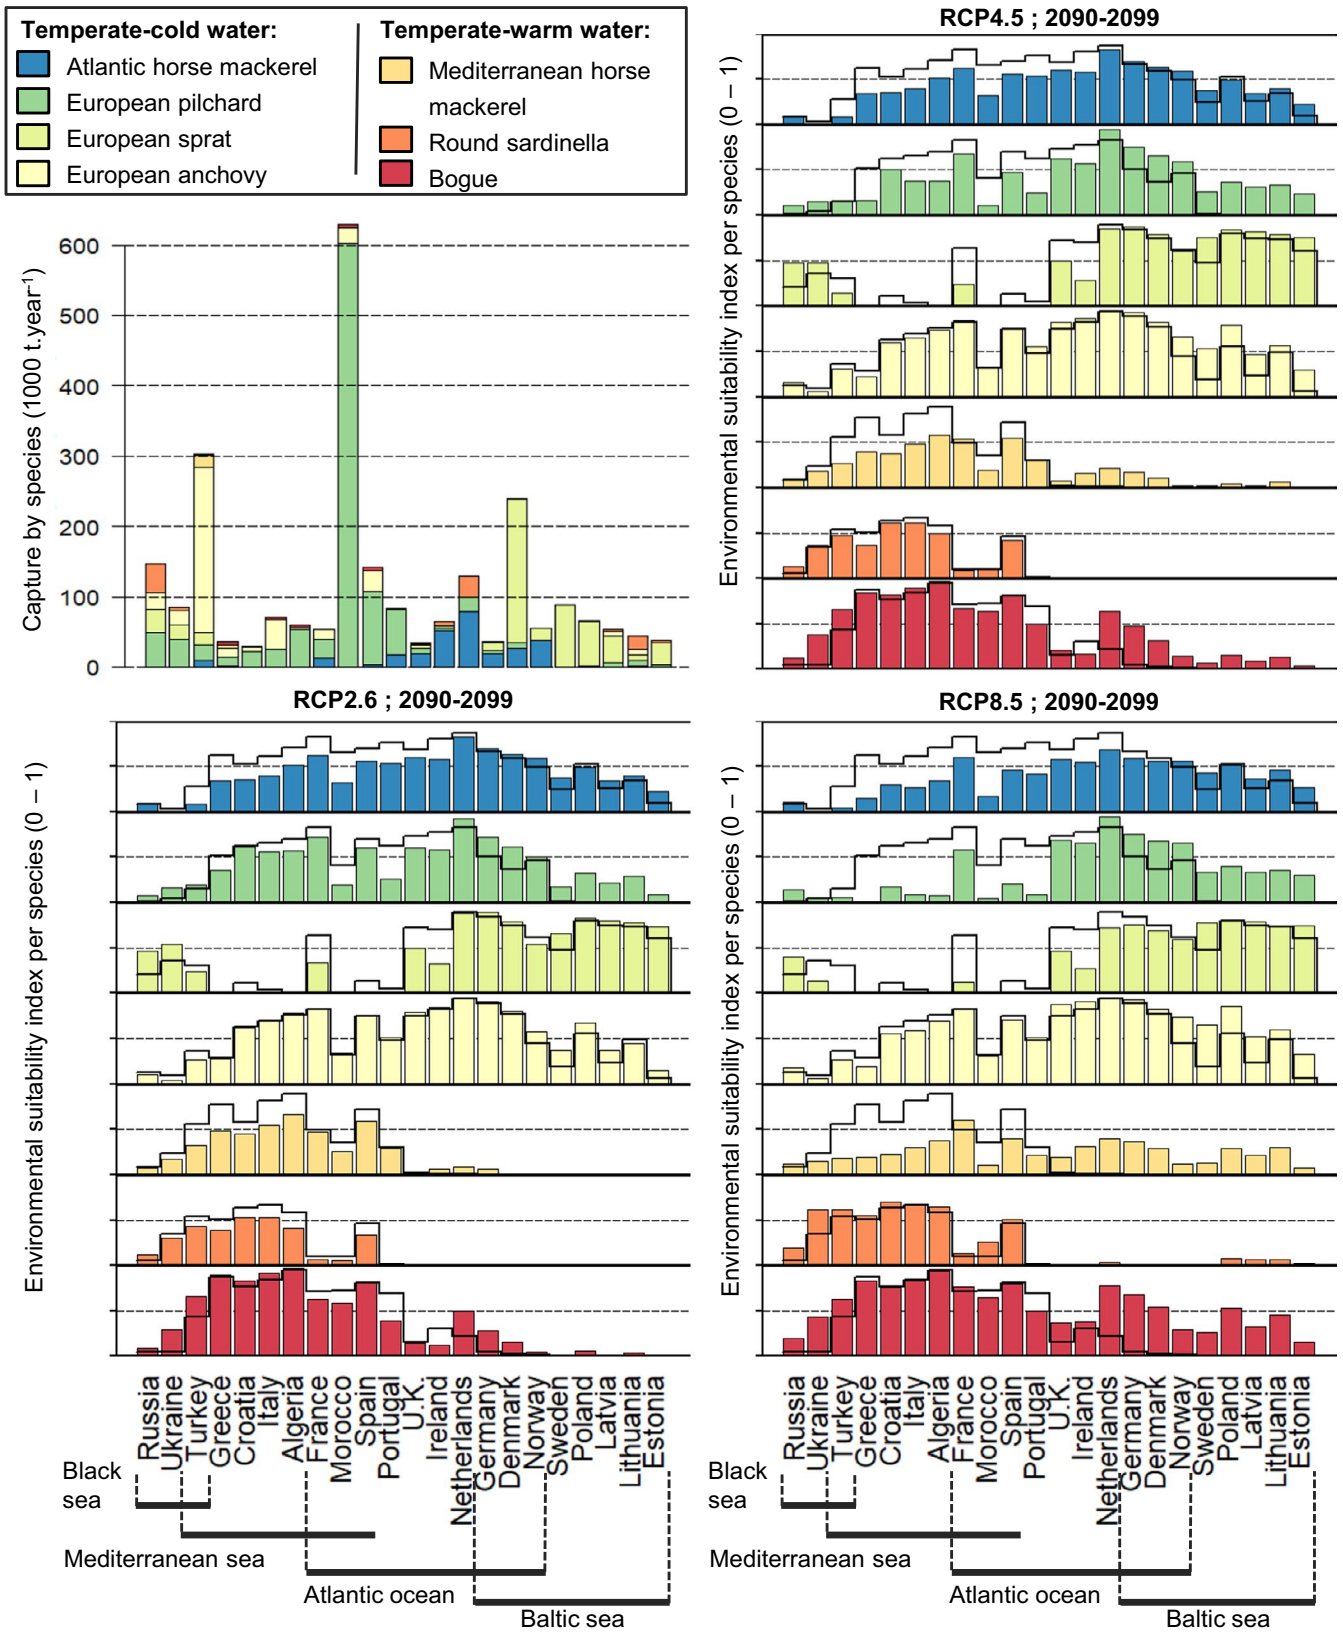 Temperate-cold water:
Atlantic horse mackerel
European pilchard
European sprat
European anchovy
Temperate-warm water:
Mediterranean horse
mackerel
Round sardinella
Bogue
Capture by species (1000 t.year-1)
600
500
400
300
200
100
0
RCP4.5 ; 2090-2099
Environmental suitability index per species (0 – 1)
RCP2.6 ; 2090-2099
Environmental suitability index per species (0 – 1)
Russia
Ukraine
Turkey
Greece
Croatia
Italy
Algeria
France
Morocco
Spain
Portugal
U.K.
Ireland
Netherlands
Germany
Denmark
Norway
Sweden
Poland
Latvia
Lithuania
Estonia
Black
sea
Mediterranean sea
Atlantic ocean
Baltic sea
RCP8.5 ; 2090-2099
Environmental suitability index per species (0 – 1)
Russia
Ukraine
Turkey
Greece
Croatia
Italy
Algeria
France
Morocco
Spain
Portugal
U.K.
Ireland
Netherlands
Germany
Denmark
Norway
Sweden
Poland
Latvia
Lithuania
Estonia
Black
sea
Mediterranean sea
Atlantic ocean
Baltic sea